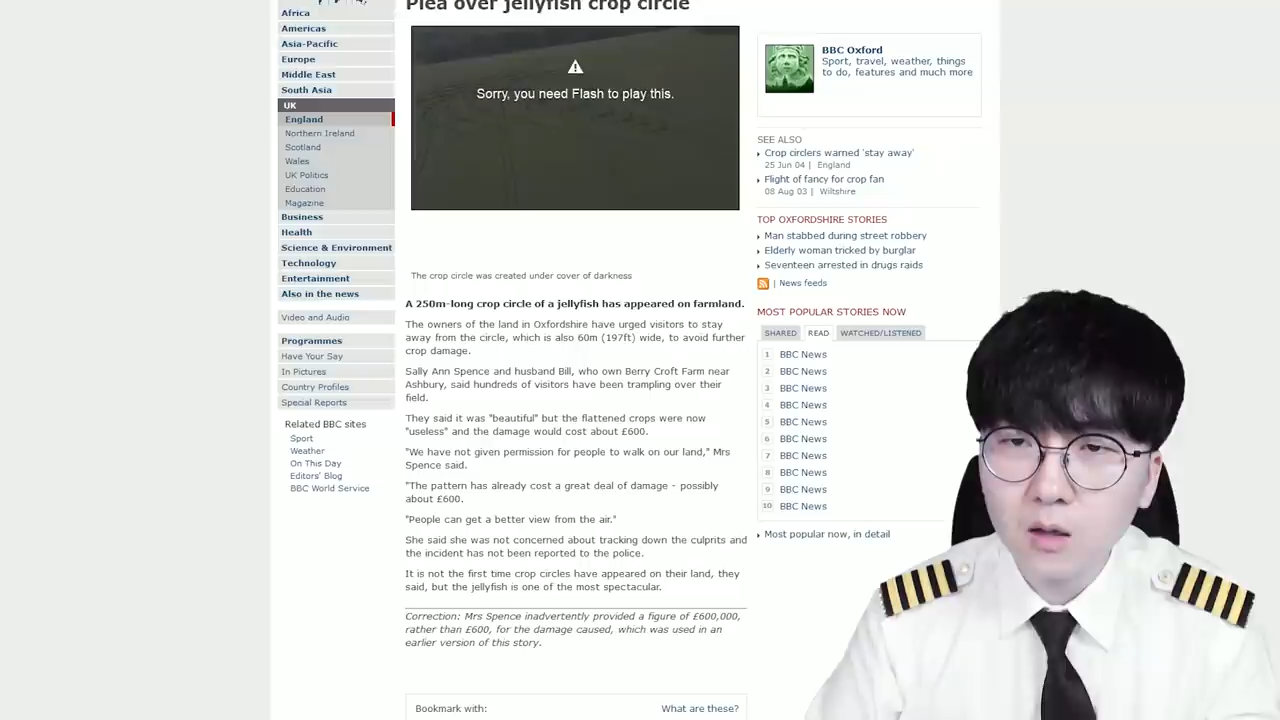 Plea over jellyfish crop circle
Africa
Americas
Asia-Pacific
Europe
Middle East
South Asia
UK
England
Northern Ireland
Scotland
Wales
UK Politics
Education
Magazine
Business
Health
Science & Environment
Technology
Entertainment
Also in the news
Video and Audio
Programmes
Have Your Say
In Pictures
Country Profiles
Special Reports
Related BBC sites
Sport
Weather
On This Day
Editors' Blog
BBC World Service
Sorry, you need Flash to play this.
The crop circle was created under cover of darkness
A 250m-long crop circle of a jellyfish has appeared on farmland.
The owners of the land in Oxfordshire have urged visitors to stay
away from the circle, which is also 60m (197ft) wide, to avoid further
crop damage.
Sally Ann Spence and husband Bill, who own Berry Croft Farm near
Ashbury, said hundreds of visitors have been trampling over their
field.
They said it was "beautiful" but the flattened crops were now
"useless" and the damage would cost about £600.
"We have not given permission for people to walk on our land," Mrs
Spence said.
"The pattern has already cost a great deal of damage - possibly
about £600.
"People can get a better view from the air."
She said she was not concerned about tracking down the culprits and
the incident has not been reported to the police.
It is not the first time crop circles have appeared on their land, they
said, but the jellyfish is one of the most spectacular.
Correction: Mrs Spence inadvertently provided a figure of £600,000,
rather than £600, for the damage caused, which was used in an
earlier version of this story.
Bookmark with:
What are these?
BBC Oxford
Sport, travel, weather, things
to do, features and much more
SEE ALSO
Crop circlers warned 'stay away'
25 Jun 04 | England
Flight of fancy for crop fan
08 Aug 03 | Wiltshire
TOP OXFORDSHIRE STORIES
Man stabbed during street robbery
Elderly woman tricked by burglar
Seventeen arrested in drugs raids
| News feeds
MOST POPULAR STORIES NOW
SHARED READ WATCHED/LISTENED
1 BBC News
2 BBC News
3 BBC News
4 BBC News
5 BBC News
6 BBC News
7 BBC News
8 BBC News
9 BBC News
10 BBC News
Most popular now, in detail